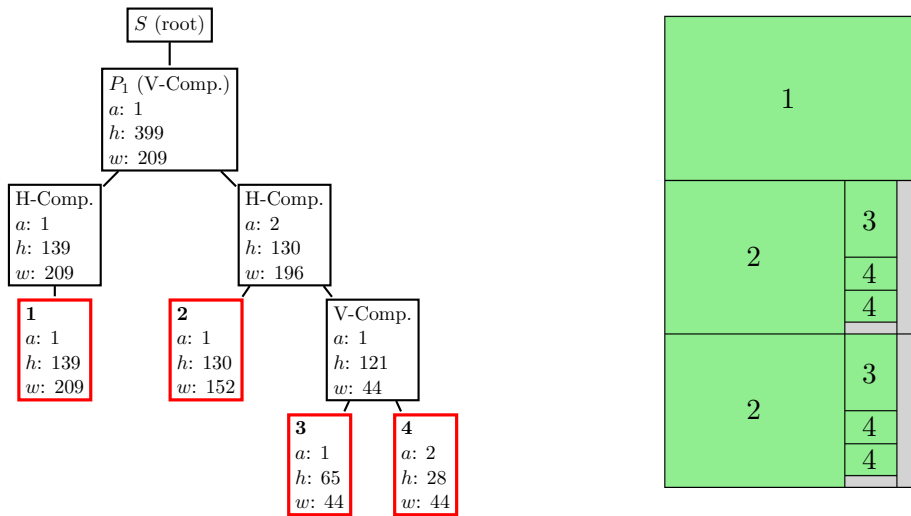 S (root)
P₁ (V-Comp.)
a: 1
h: 399
w: 209
H-Comp.
a: 1
h: 139
w: 209
H-Comp.
a: 2
h: 130
w: 196
1
a: 1
h: 139
w: 209
2
a: 1
h: 130
w: 152
V-Comp.
a: 1
h: 121
w: 44
3
a: 1
h: 65
w: 44
4
a: 2
h: 28
w: 44
1
2
3
4
4
2
3
4
4